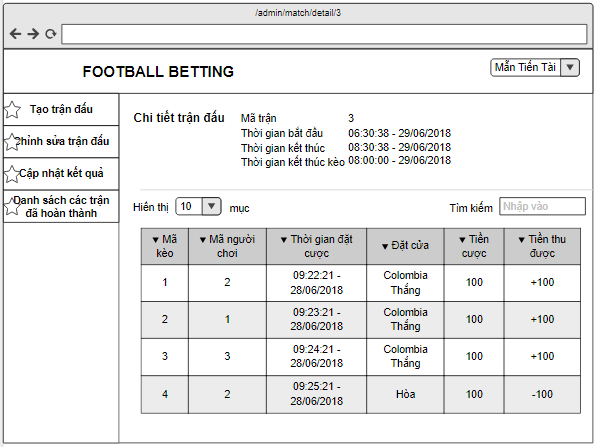 /admin/match/detail/3
FOOTBALL BETTING
Mẫn Tiến Tài
Tạo trận đấu
Chỉnh sửa trận đấu
Cập nhật kết quả
Danh sách các trận
đã hoàn thành
Chi tiết trận đấu
Mã trận 3
Thời gian bắt đầu 06:30:38 - 29/06/2018
Thời gian kết thúc 08:30:38 - 29/06/2018
Thời gian kết thúc kèo 08:00:00 - 29/06/2018
Hiển thị 10 mục
Tìm kiếm Nhập vào
Mã kèo Mã người chơi Thời gian đặt cược Đặt cửa Tiền cược Tiền thu được
1 2 09:22:21 - 28/06/2018 Colombia Thắng 100 +100
2 1 09:23:21 - 28/06/2018 Colombia Thắng 100 +100
3 3 09:24:21 - 28/06/2018 Colombia Thắng 100 +100
4 2 09:25:21 - 28/06/2018 Hòa 100 -100